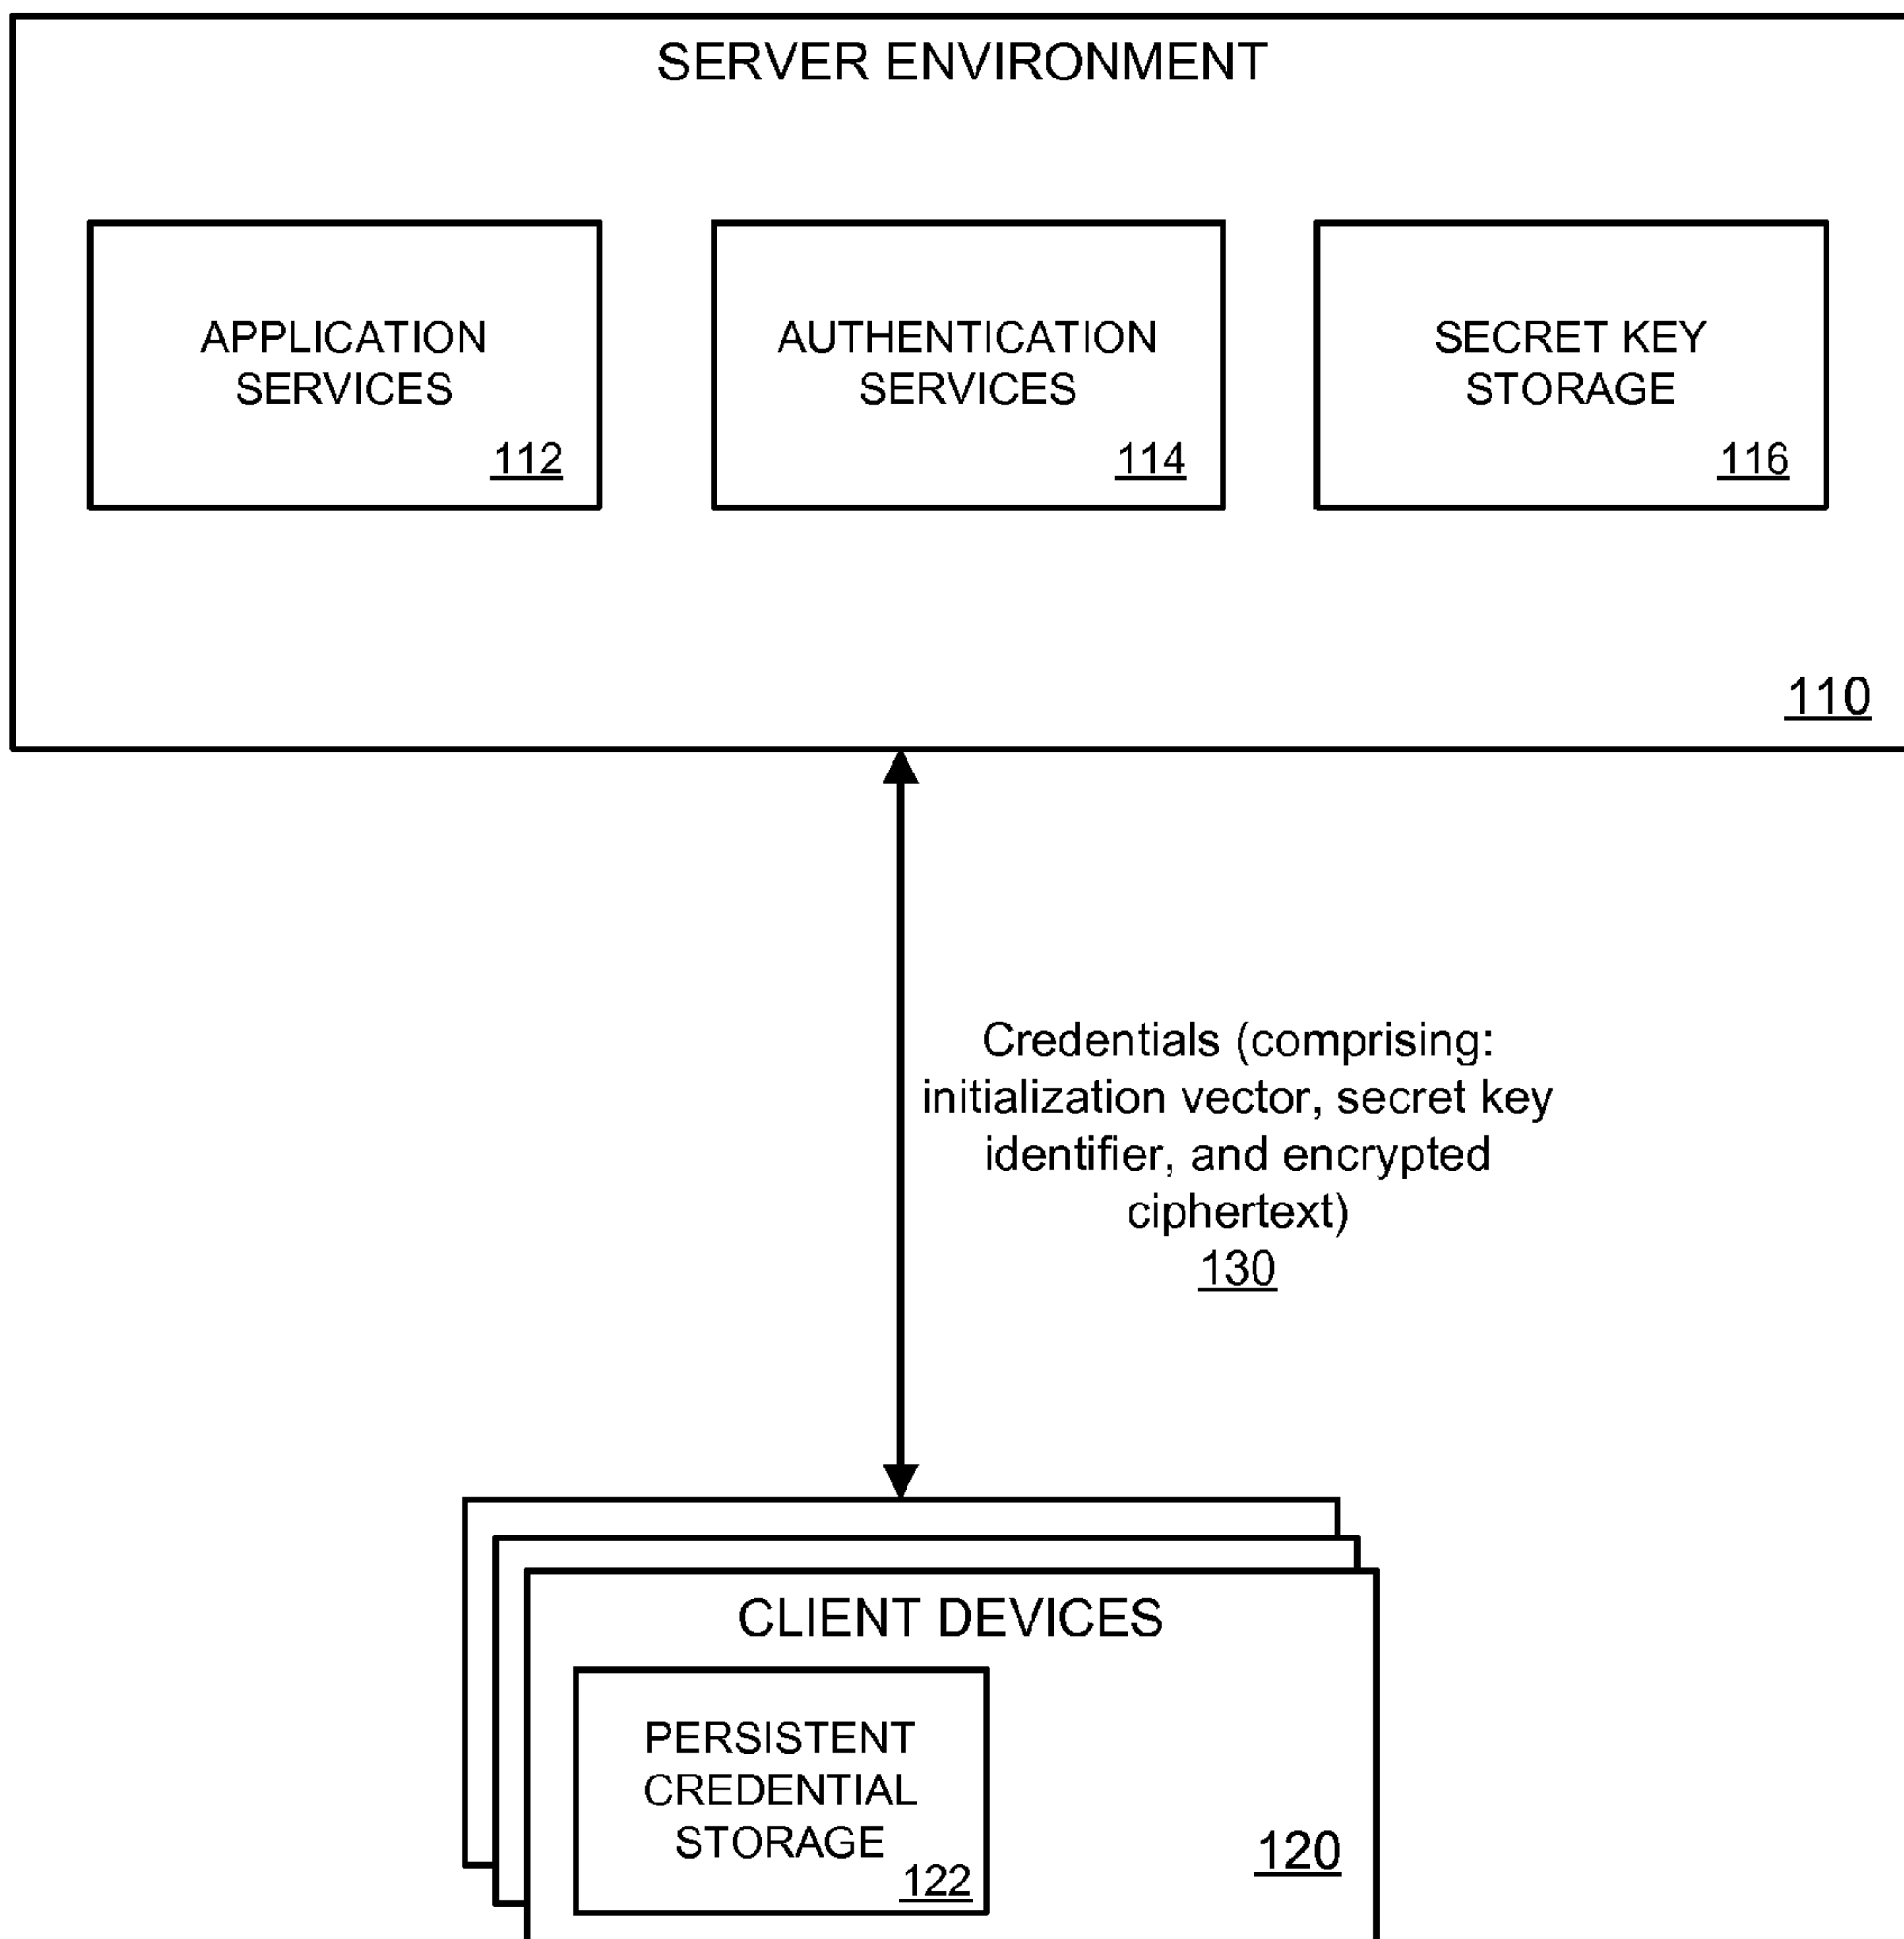 SERVER ENVIRONMENT
APPLICATION
SERVICES
112
AUTHENTICATION
SERVICES
114
SECRET KEY
STORAGE
116
110
Credentials (comprising:
initialization vector, secret key
identifier, and encrypted
ciphertext)
130
CLIENT DEVICES
PERSISTENT
CREDENTIAL
STORAGE
122
120